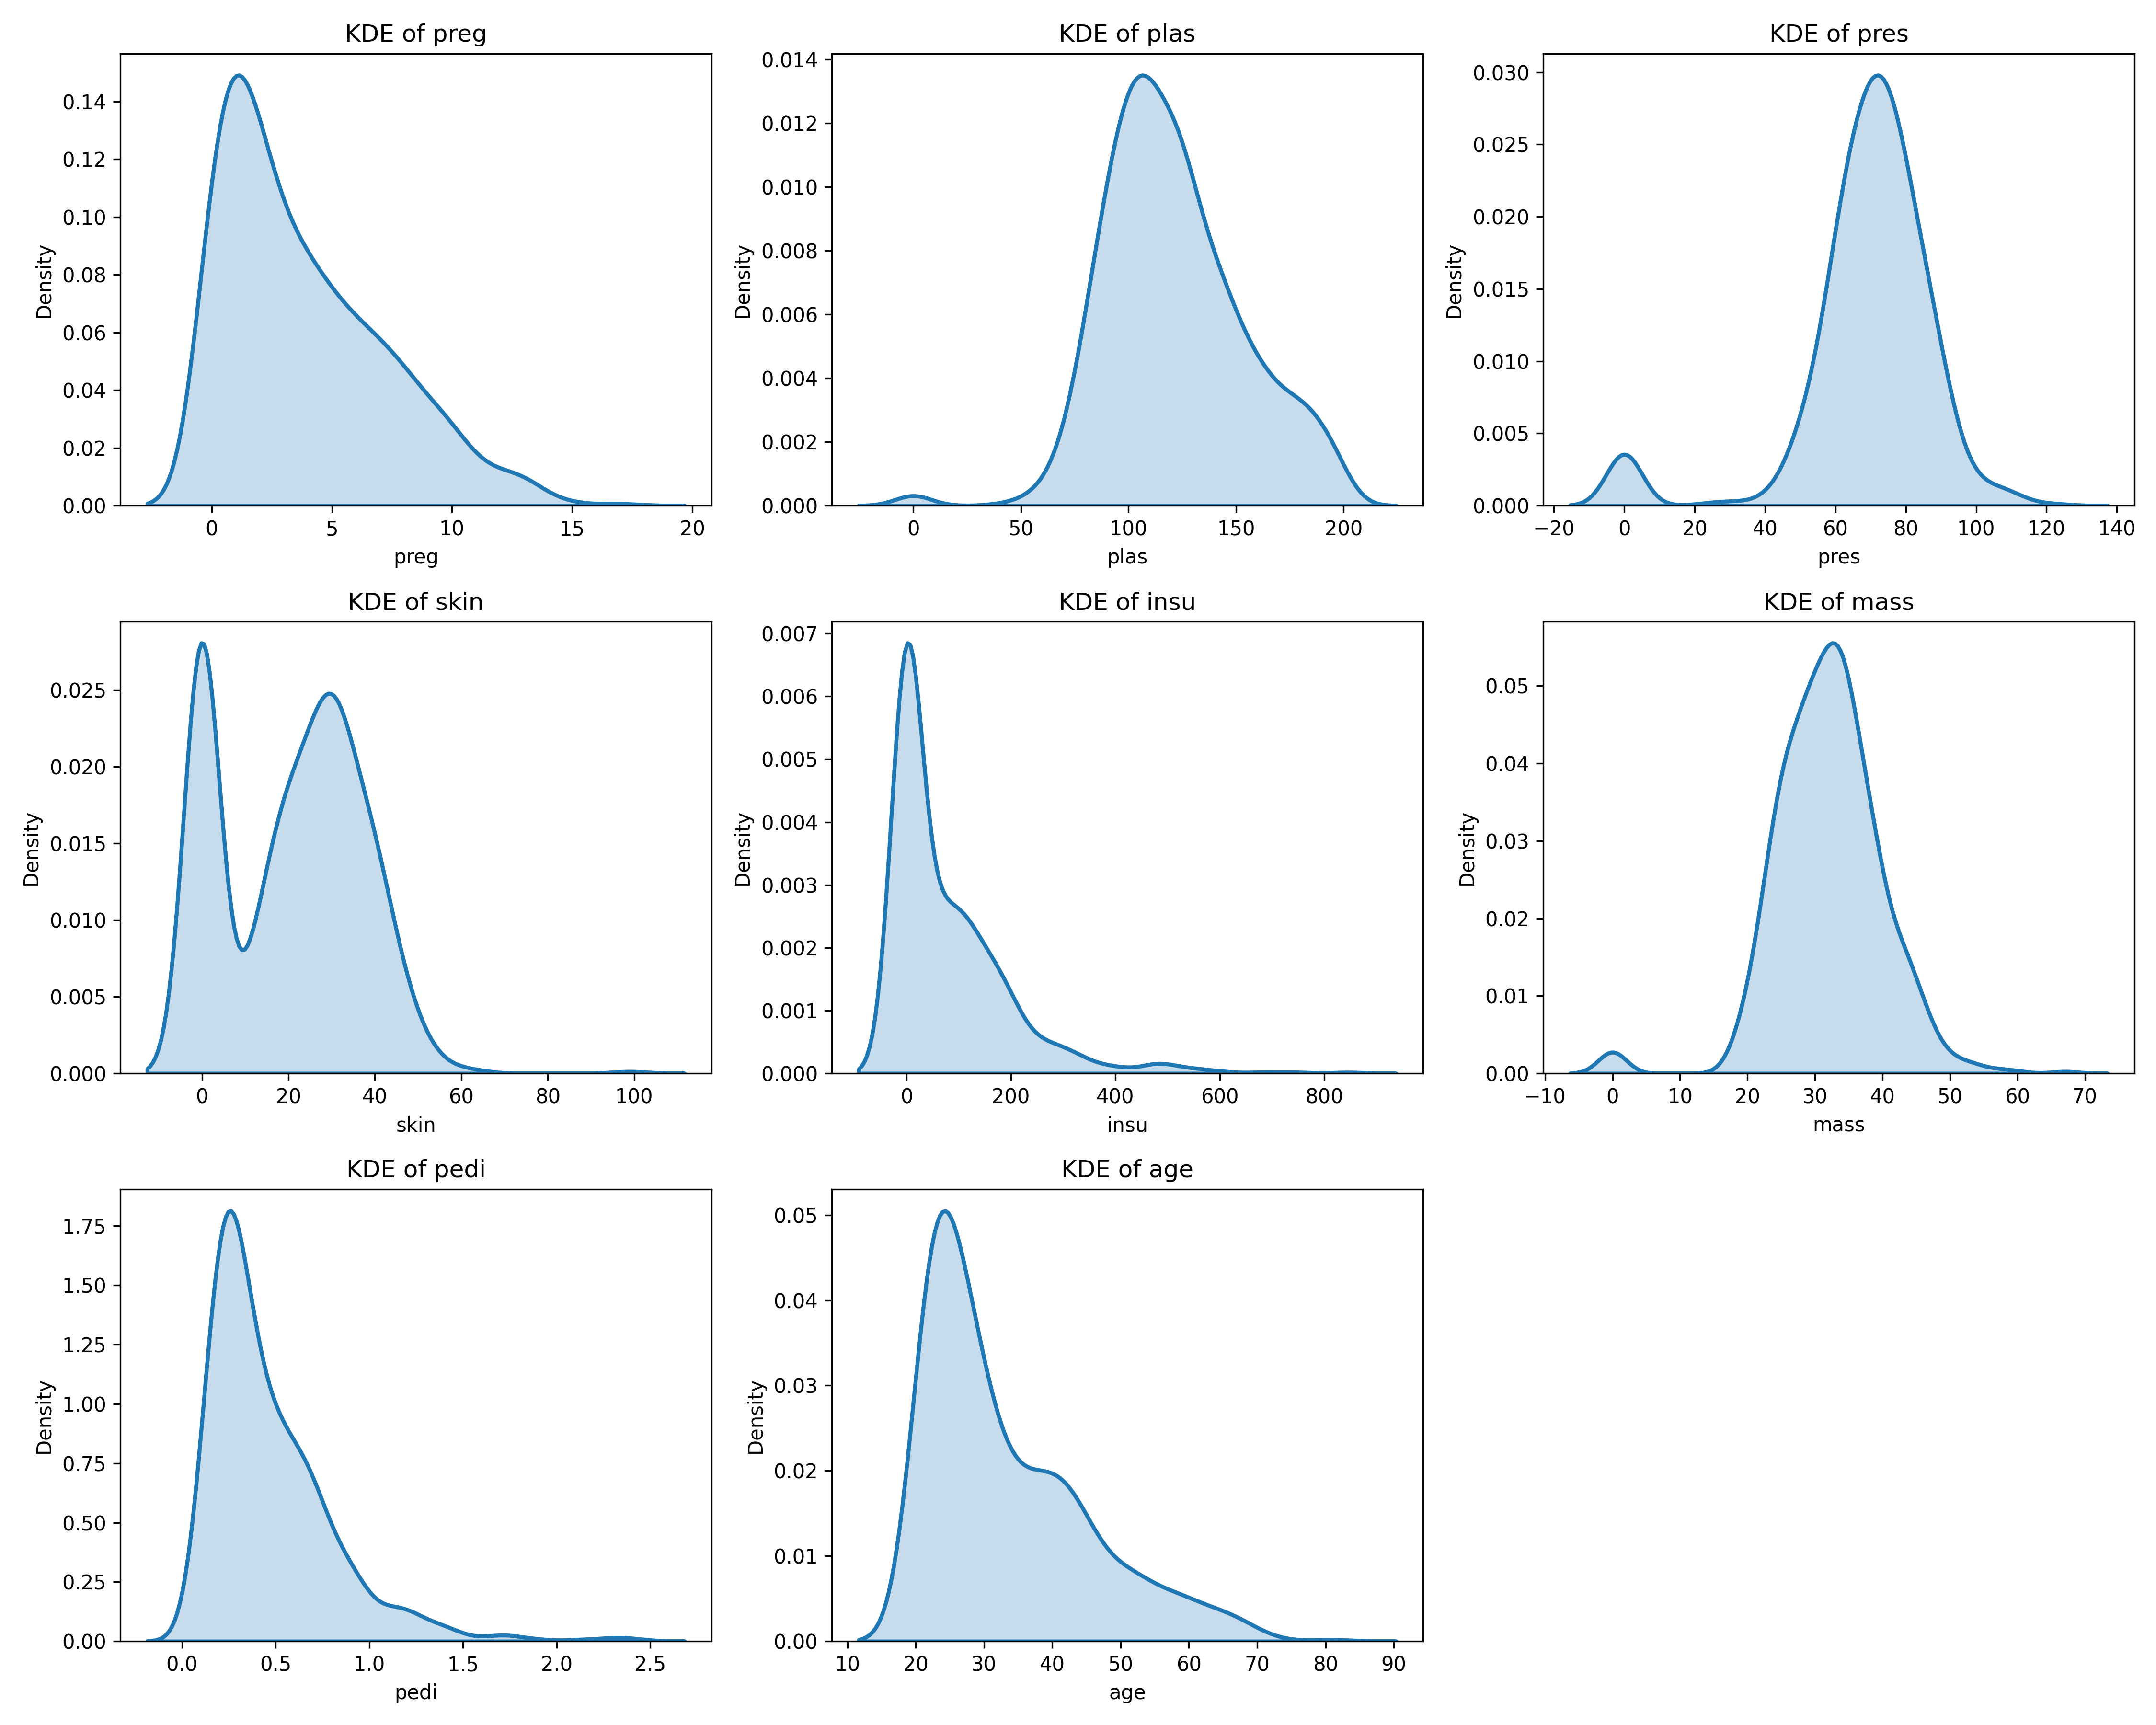 KDE of preg
0.14
0.12
0.10
0.08
0.06
0.04
0.02
0.00
Density
0 5 10 15 20
preg
KDE of plas
0.014
0.012
0.010
0.008
0.006
0.004
0.002
0.000
Density
0 50 100 150 200
plas
KDE of pres
0.030
0.025
0.020
0.015
0.010
0.005
0.000
Density
−20 0 20 40 60 80 100 120 140
pres
KDE of skin
0.025
0.020
0.015
0.010
0.005
0.000
Density
0 20 40 60 80 100
skin
KDE of insu
0.007
0.006
0.005
0.004
0.003
0.002
0.001
0.000
Density
0 200 400 600 800
insu
KDE of mass
0.05
0.04
0.03
0.02
0.01
0.00
Density
−10 0 10 20 30 40 50 60 70
mass
KDE of pedi
1.75
1.50
1.25
1.00
0.75
0.50
0.25
0.00
Density
0.0 0.5 1.0 1.5 2.0 2.5
pedi
KDE of age
0.05
0.04
0.03
0.02
0.01
0.00
Density
10 20 30 40 50 60 70 80 90
age